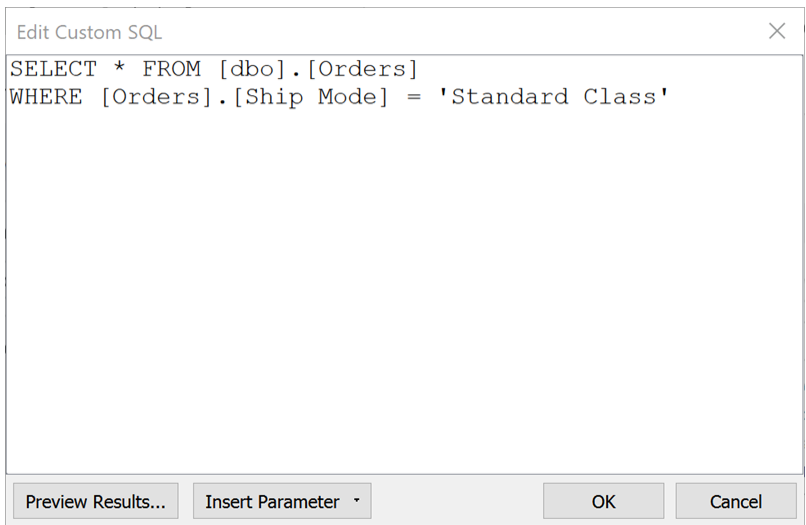 Edit Custom SQL
SELECT * FROM [dbo].[Orders]
WHERE [Orders].[Ship Mode] = 'Standard Class'
Preview Results... Insert Parameter OK Cancel